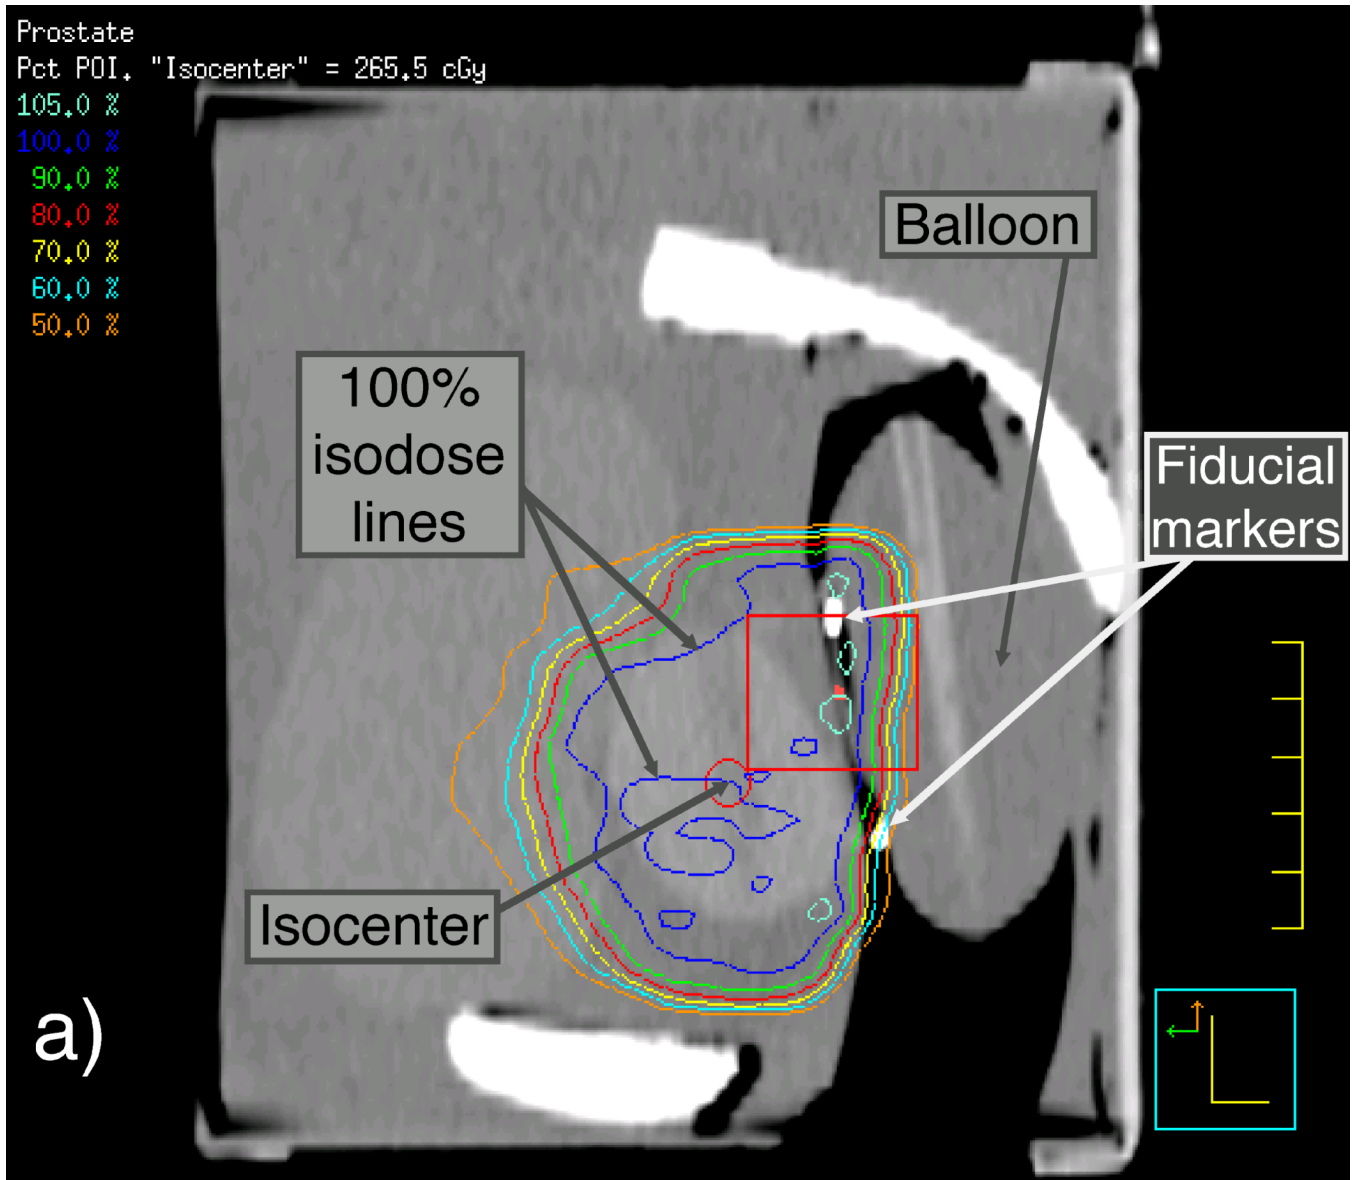 Prostate
Pct POI. "Isocenter" = 265.5 cGy
105.0 %
100.0 %
90.0 %
80.0 %
70.0 %
60.0 %
50.0 %
Balloon
100%
isodose
lines
Fiducial
markers
Isocenter
a)